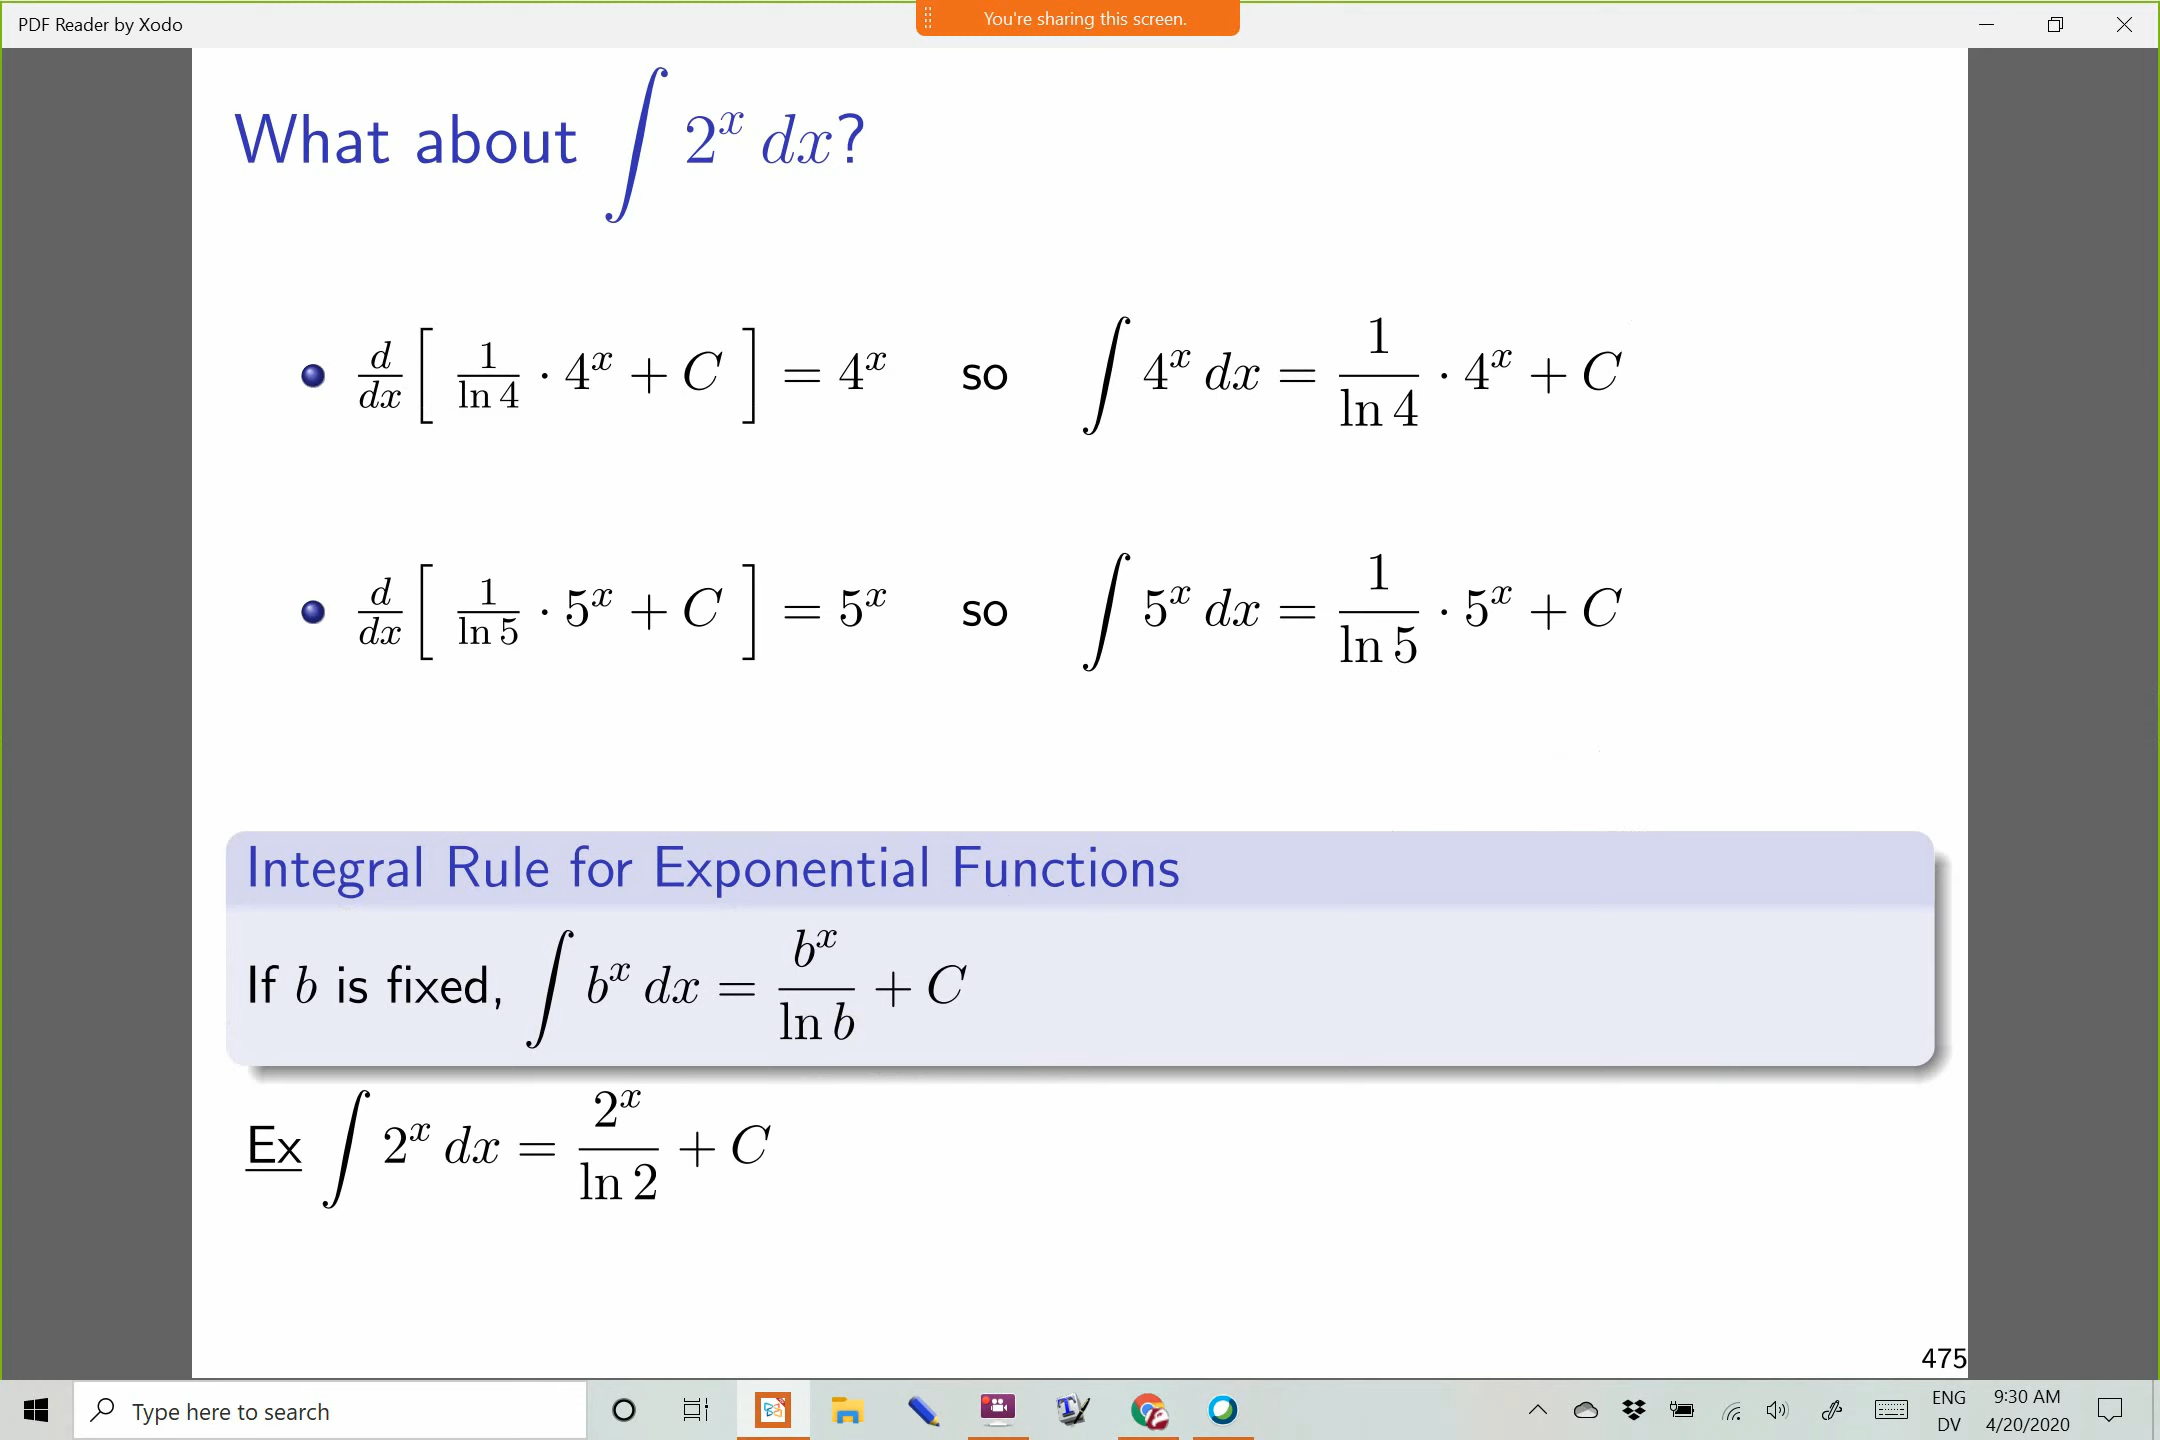 PDF Reader by Xodo
You're sharing this screen.
What about ∫ 2^x dx?
• d/dx [ 1/ln 4 · 4^x + C ] = 4^x so ∫ 4^x dx = 1/ln 4 · 4^x + C
• d/dx [ 1/ln 5 · 5^x + C ] = 5^x so ∫ 5^x dx = 1/ln 5 · 5^x + C
Integral Rule for Exponential Functions
If b is fixed, ∫ b^x dx = b^x/ln b + C
Ex ∫ 2^x dx = 2^x/ln 2 + C
475
Type here to search
ENG
DV
9:30 AM
4/20/2020